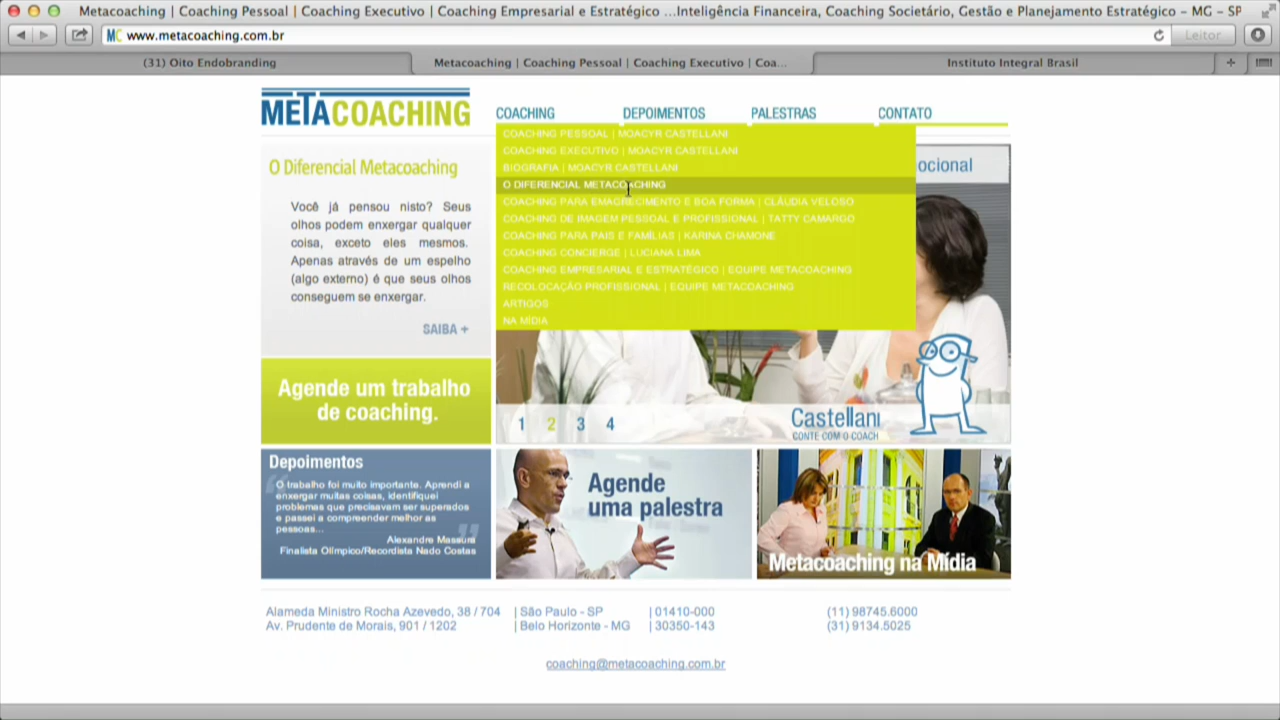 Metacoaching | Coaching Pessoal | Coaching Executivo | Coaching Empresarial e Estratégico ...Inteligência Financeira, Coaching Societário, Gestão e Planejamento Estratégico – MG – SP
MC www.metacoaching.com.br
Leitor
(31) Oito Endobranding
Metacoaching | Coaching Pessoal | Coaching Executivo | Coa...
Instituto Integral Brasil
METACOACHING
COACHING
DEPOIMENTOS
PALESTRAS
CONTATO
COACHING PESSOAL | MOACYR CASTELLANI
COACHING EXECUTIVO | MOACYR CASTELLANI
BIOGRAFIA | MOACYR CASTELLANI
O DIFERENCIAL METACOACHING
COACHING PARA EMAGRECIMENTO E BOA FORMA | CLÁUDIA VELOSO
COACHING DE IMAGEM PESSOAL E PROFISSIONAL | TATTY CAMARGO
COACHING PARA PAIS E FAMÍLIAS | KARINA CHAMONE
COACHING CONCIERGE | LUCIANA LIMA
COACHING EMPRESARIAL E ESTRATÉGICO | EQUIPE METACOACHING
RECOLOCAÇÃO PROFISSIONAL | EQUIPE METACOACHING
ARTIGOS
NA MÍDIA
ocional
O Diferencial Metacoaching
Você já pensou nisto? Seus
olhos podem enxergar qualquer
coisa, exceto eles mesmos.
Apenas através de um espelho
(algo externo) é que seus olhos
conseguem se enxergar.
SAIBA +
Agende um trabalho
de coaching.
1 2 3 4
Castellani
CONTE COM O COACH
Depoimentos
O trabalho foi muito importante. Aprendi a
enxergar muitas coisas, identifiquei
problemas que precisavam ser superados
e passei a compreender melhor as
pessoas...
Alexandre Massura
Finalista Olímpico/Recordista Nado Costas
Agende
uma palestra
Metacoaching na Mídia
Alameda Ministro Rocha Azevedo, 38 / 704 | São Paulo - SP | 01410-000 (11) 98745.6000
Av. Prudente de Morais, 901 / 1202 | Belo Horizonte - MG | 30350-143 (31) 9134.5025
coaching@metacoaching.com.br